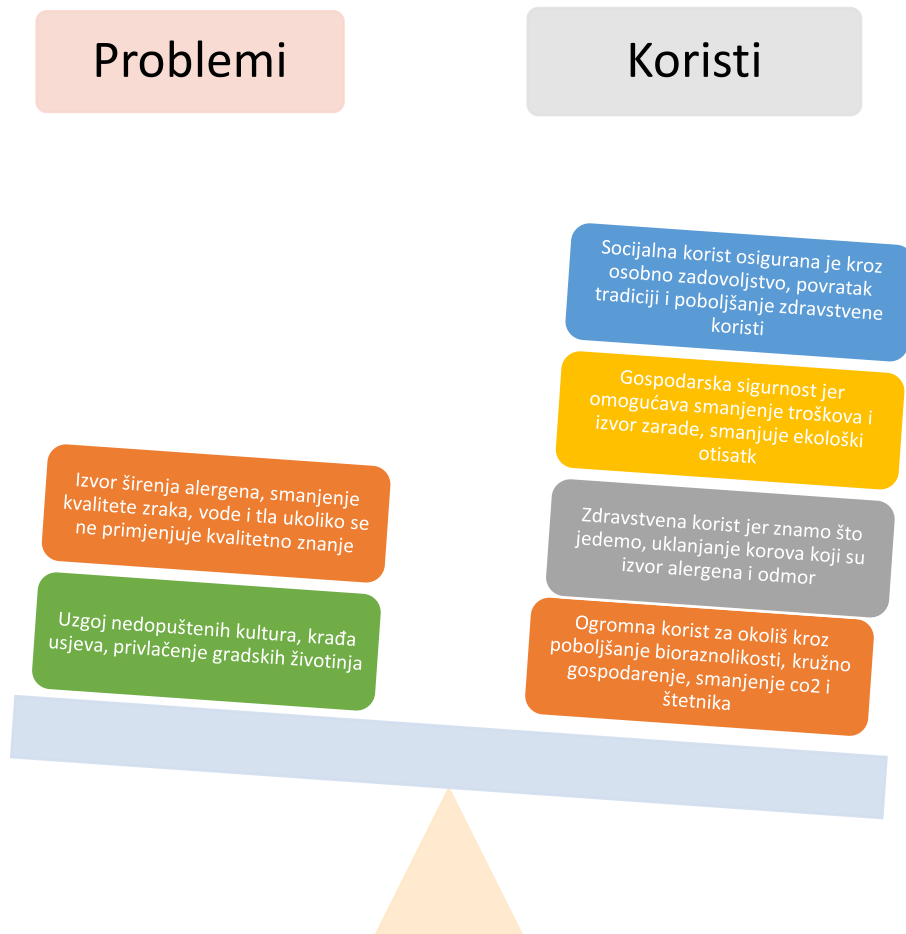 Problemi
Koristi
Izvor širenja alergena, smanjenje
kvalitete zraka, vode i tla ukoliko se
ne primjenjuje kvalitetno znanje
Uzgoj nedopuštenih kultura, krađa
usjeva, privlačenje gradskih životinja
Socijalna korist osigurana je kroz
osobno zadovoljstvo, povratak
tradiciji i poboljšanje zdravstvene
koristi
Gospodarska sigurnost jer
omogućava smanjenje troškova i
izvor zarade, smanjuje ekološki
otisatk
Zdravstvena korist jer znamo što
jedemo, uklanjanje korova koji su
izvor alergena i odmor
Ogromna korist za okoliš kroz
poboljšanje bioraznolikosti, kružno
gospodarenje, smanjenje co2 i
štetnika